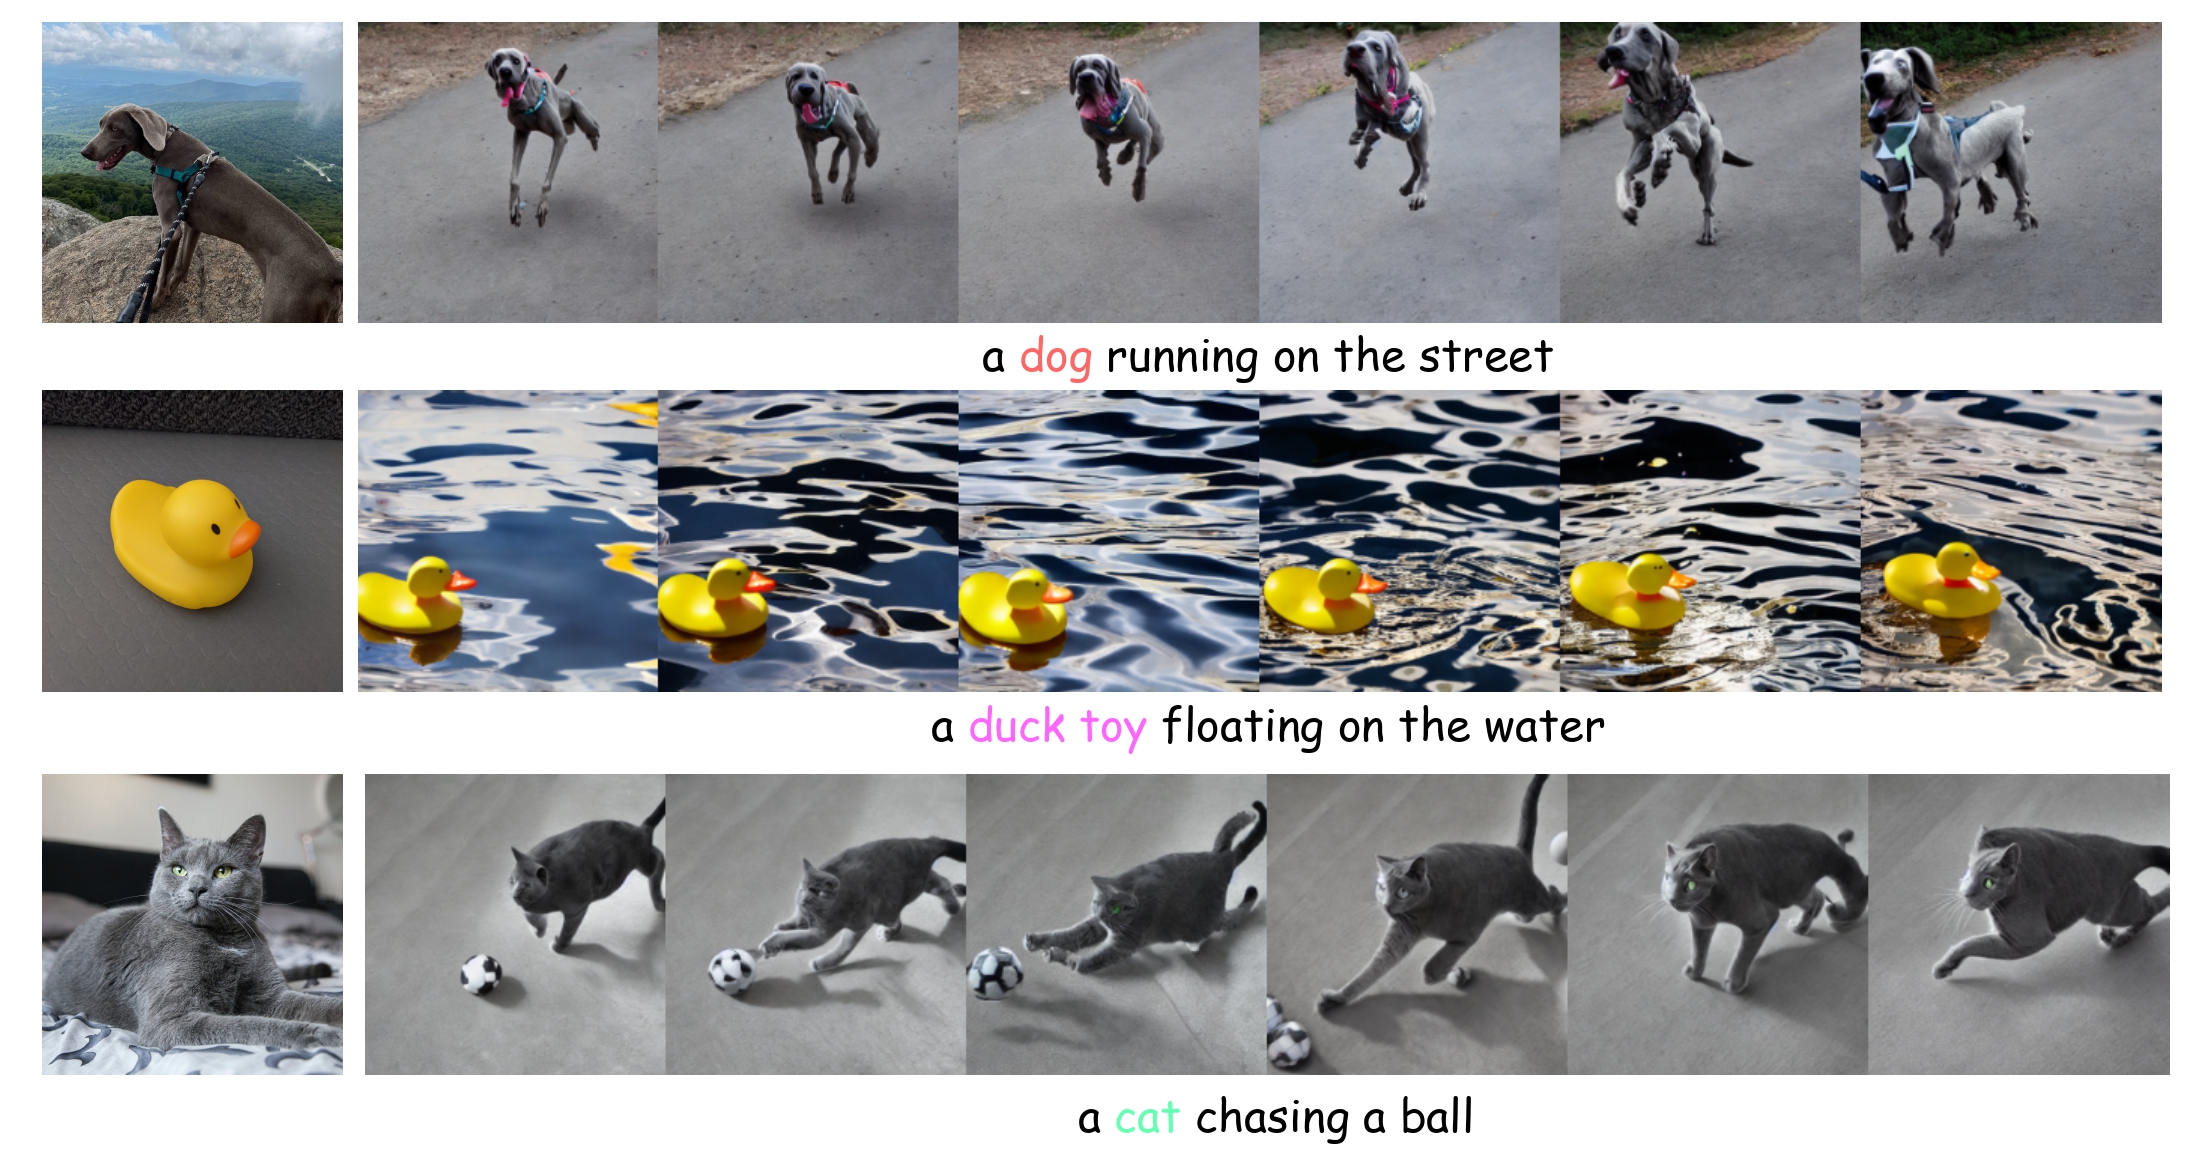 a dog running on the street
a duck toy floating on the water
a cat chasing a ball